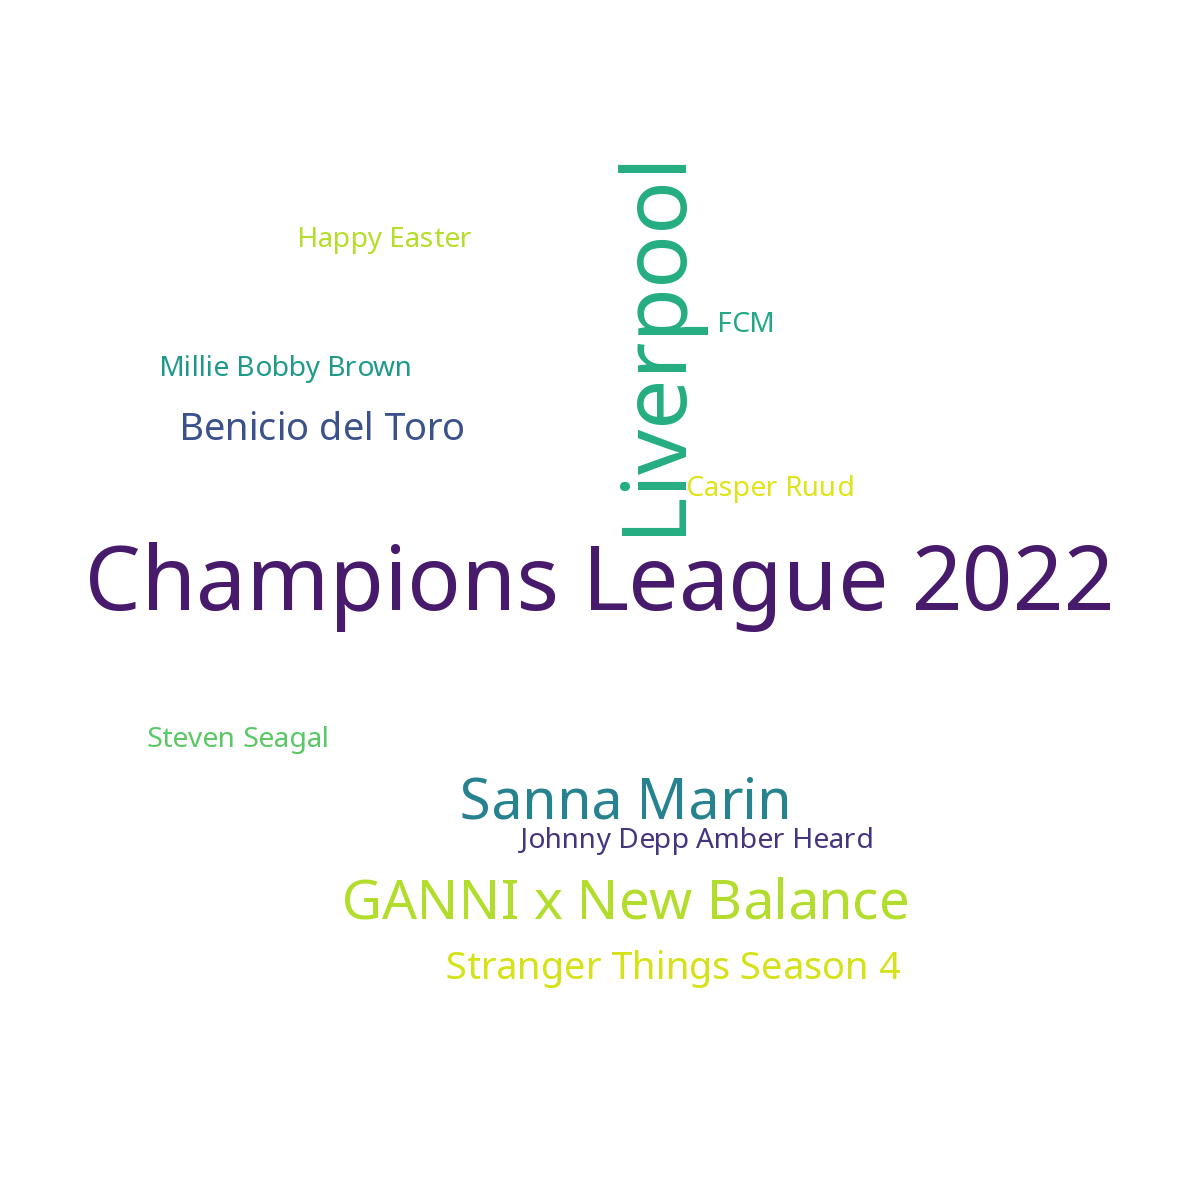 Liverpool
Happy Easter
FCM
Millie Bobby Brown
Benicio del Toro
Casper Ruud
Champions League 2022
Steven Seagal
Sanna Marin
Johnny Depp Amber Heard
GANNI x New Balance
Stranger Things Season 4